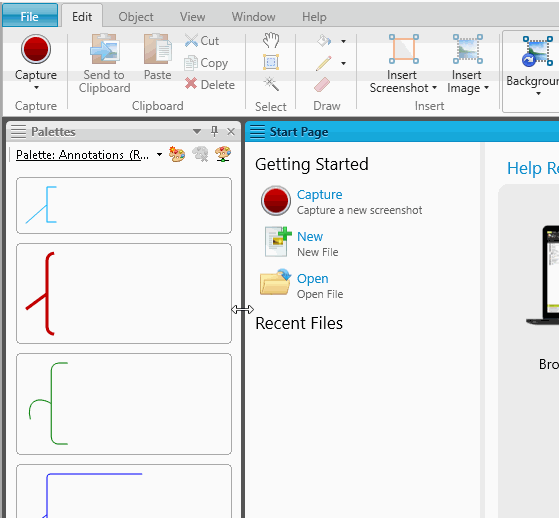 File Edit Object View Window Help
Capture
Send to
Clipboard
Paste
Cut
Copy
Delete
Insert
Screenshot
Insert
Image
Backgroun
Capture Clipboard Select Draw Insert
Palettes
Palette: Annotations (R...
Start Page
Getting Started
Capture
Capture a new screenshot
New
New File
Open
Open File
Recent Files
Help Re
Bro